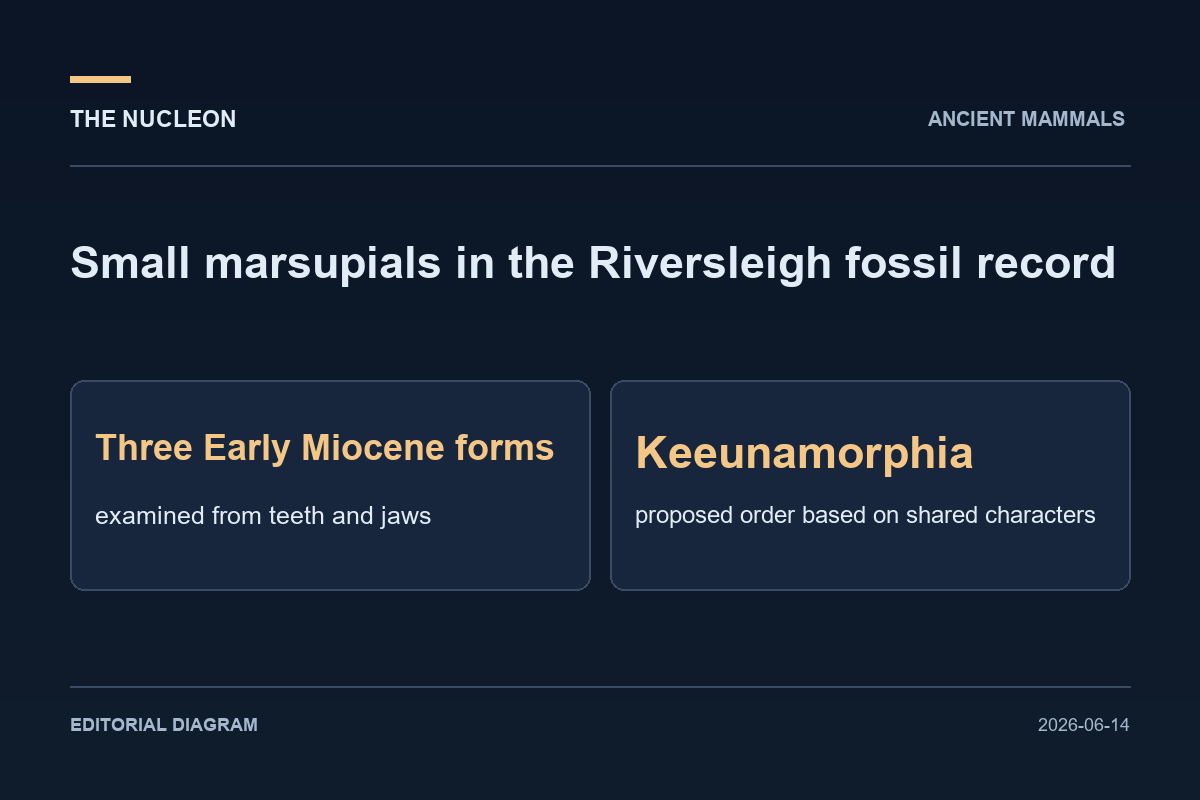 THE NUCLEON
ANCIENT MAMMALS
Small marsupials in the Riversleigh fossil record
Three Early Miocene forms
examined from teeth and jaws
Keeunamorphia
proposed order based on shared characters
EDITORIAL DIAGRAM
2026-06-14